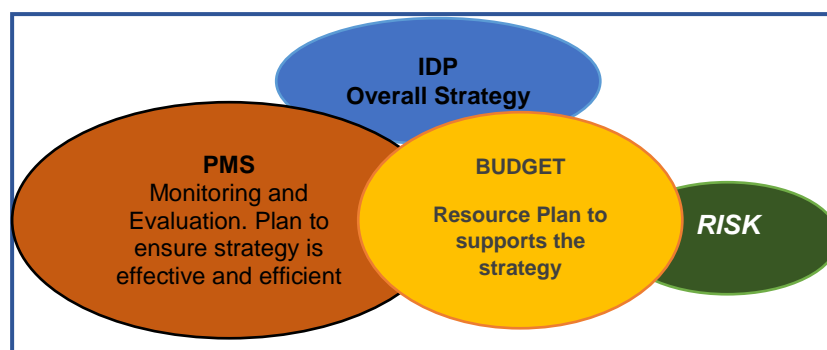 IDP
Overall Strategy
PMS
Monitoring and
Evaluation. Plan to
ensure strategy is
effective and efficient
BUDGET
Resource Plan to
supports the
strategy
RISK